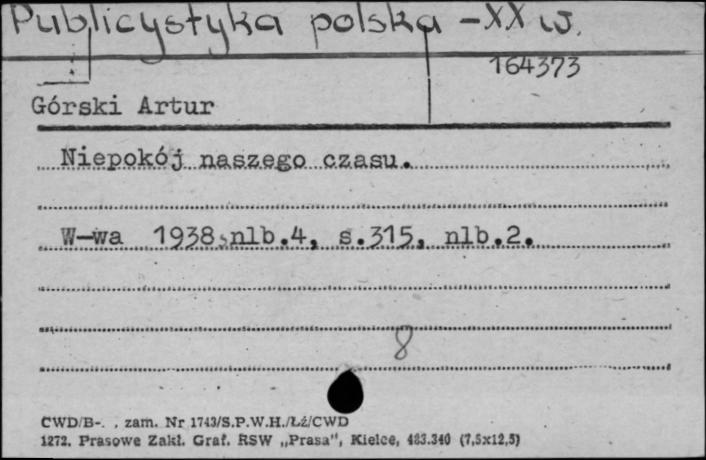 Publicystyka polska - XX w.
164373
Górski Artur
Niepokój naszego czasu.
W-wa 1938, nlb.4, s.315, nlb.2.
8
CWD/B-. , zam. Nr 1743/S.P.W.H./Łź/CWD
1272. Prasowe Zakł. Graf. RSW „Prasa", Kielce, 483.340 (7,5x12,5)